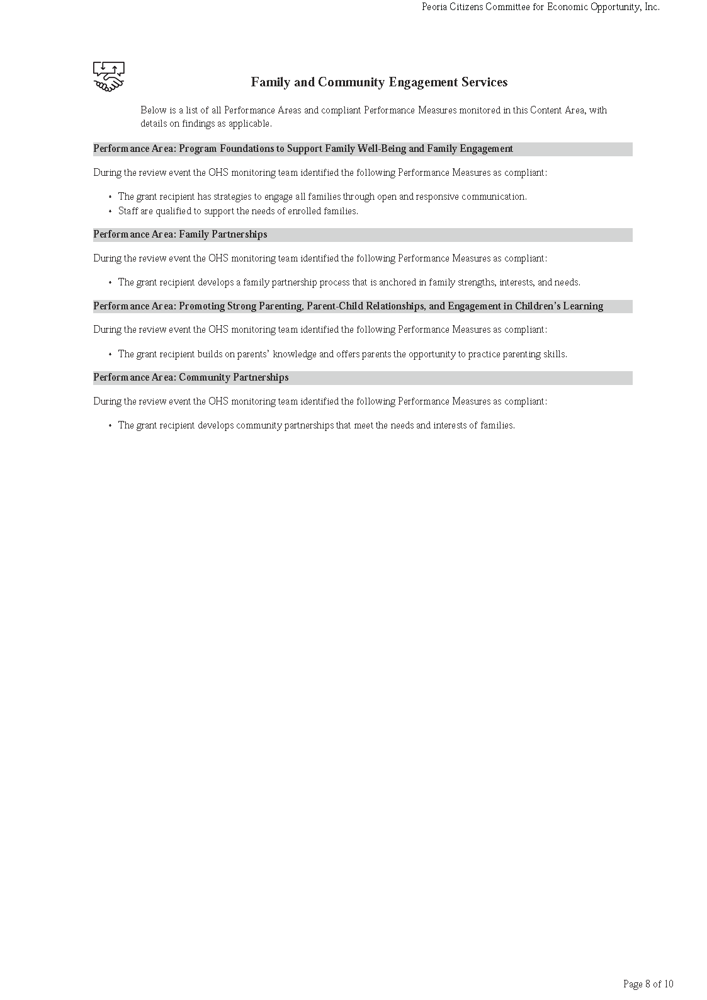 Peoria Citizens Committee for Economic Opportunity, Inc.
Family and Community Engagement Services
Below is a list of all Performance Areas and compliant Performance Measures monitored in this Content Area, with
details on findings as applicable.
Performance Area: Program Foundations to Support Family Well-Being and Family Engagement
During the review event the OHS monitoring team identified the following Performance Measures as compliant:
• The grant recipient has strategies to engage all families through open and responsive communication.
• Staff are qualified to support the needs of enrolled families.
Performance Area: Family Partnerships
During the review event the OHS monitoring team identified the following Performance Measures as compliant:
• The grant recipient develops a family partnership process that is anchored in family strengths, interests, and needs.
Performance Area: Promoting Strong Parenting, Parent-Child Relationships, and Engagement in Children’s Learning
During the review event the OHS monitoring team identified the following Performance Measures as compliant:
• The grant recipient builds on parents’ knowledge and offers parents the opportunity to practice parenting skills.
Performance Area: Community Partnerships
During the review event the OHS monitoring team identified the following Performance Measures as compliant:
• The grant recipient develops community partnerships that meet the needs and interests of families.
Page 8 of 10